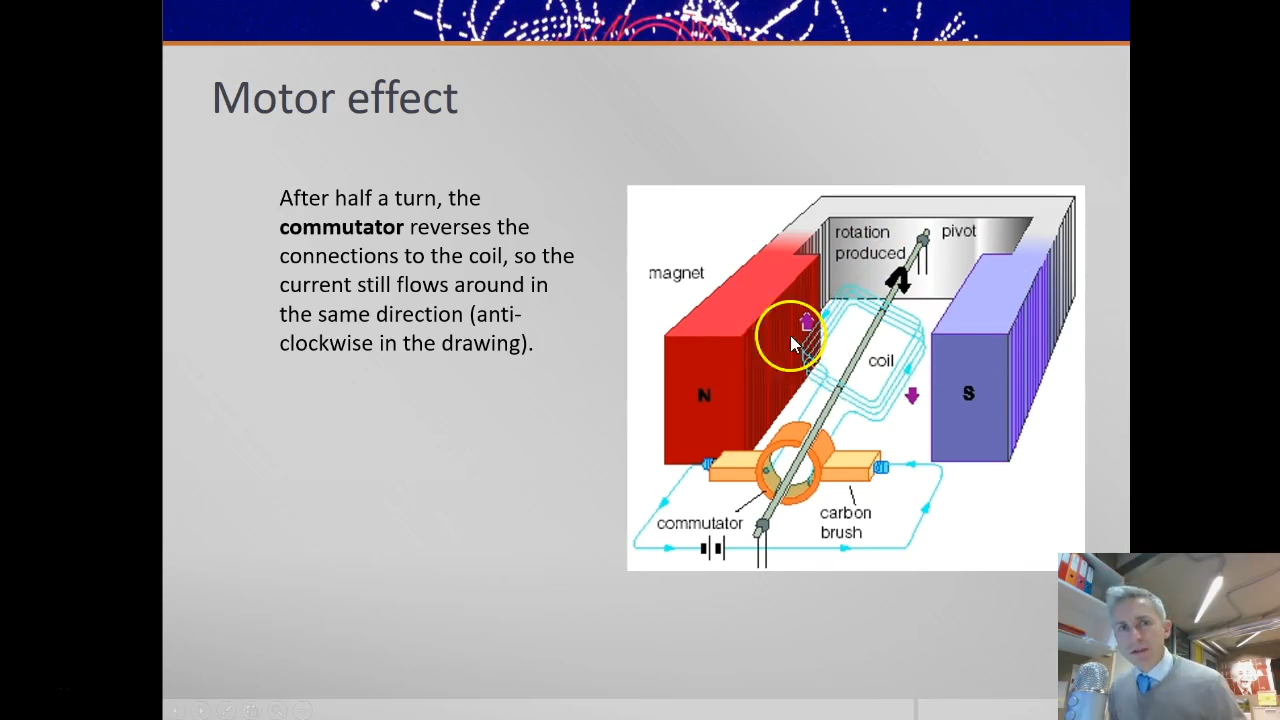 Motor effect
After half a turn, the
commutator reverses the
connections to the coil, so the
current still flows around in
the same direction (anti-
clockwise in the drawing).
rotation
produced
pivot
magnet
coil
N
S
commutator
carbon
brush